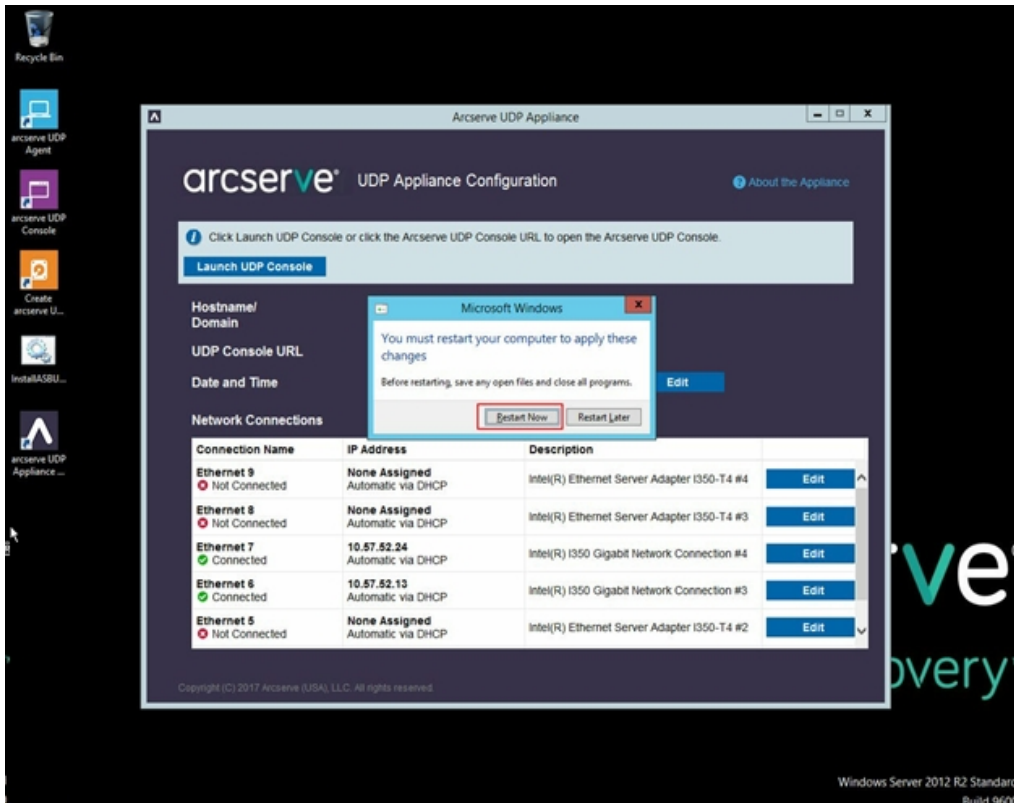 Recycle Bin
arcserve UDP
Agent
arcserve UDP
Console
Create
arcserve U...
InstallASBU...
arcserve UDP
Appliance ...
Arcserve UDP Appliance
arcserve® UDP Appliance Configuration
About the Appliance
Click Launch UDP Console or click the Arcserve UDP Console URL to open the Arcserve UDP Console.
Launch UDP Console
Hostname/
Domain
UDP Console URL
Date and Time
Edit
Microsoft Windows
You must restart your computer to apply these
changes
Before restarting, save any open files and close all programs.
Restart Now Restart Later
Network Connections
Connection Name IP Address Description
Ethernet 9 None Assigned
Not Connected Automatic via DHCP Intel(R) Ethernet Server Adapter I350-T4 #4 Edit
Ethernet 8 None Assigned
Not Connected Automatic via DHCP Intel(R) Ethernet Server Adapter I350-T4 #3 Edit
Ethernet 7 10.57.52.24
Connected Automatic via DHCP Intel(R) I350 Gigabit Network Connection #4 Edit
Ethernet 6 10.57.52.13
Connected Automatic via DHCP Intel(R) I350 Gigabit Network Connection #3 Edit
Ethernet 5 None Assigned
Not Connected Automatic via DHCP Intel(R) Ethernet Server Adapter I350-T4 #2 Edit
Copyright (C) 2017 Arcserve (USA), LLC. All rights reserved.
ve
overy
Windows Server 2012 R2 Standard
Build 9600